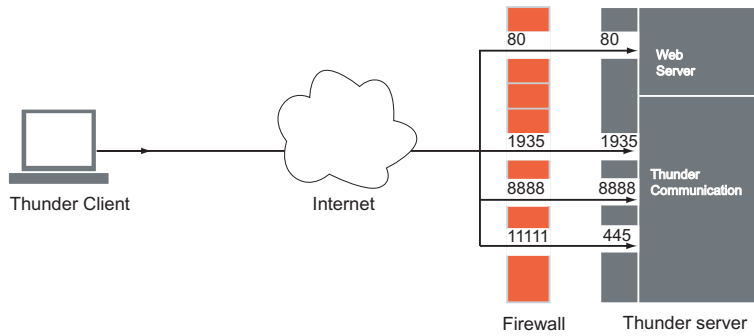 80 80
Web
Server
1935 1935
Thunder
Communication
8888 8888
11111 445
Thunder Client
Internet
Firewall
Thunder server